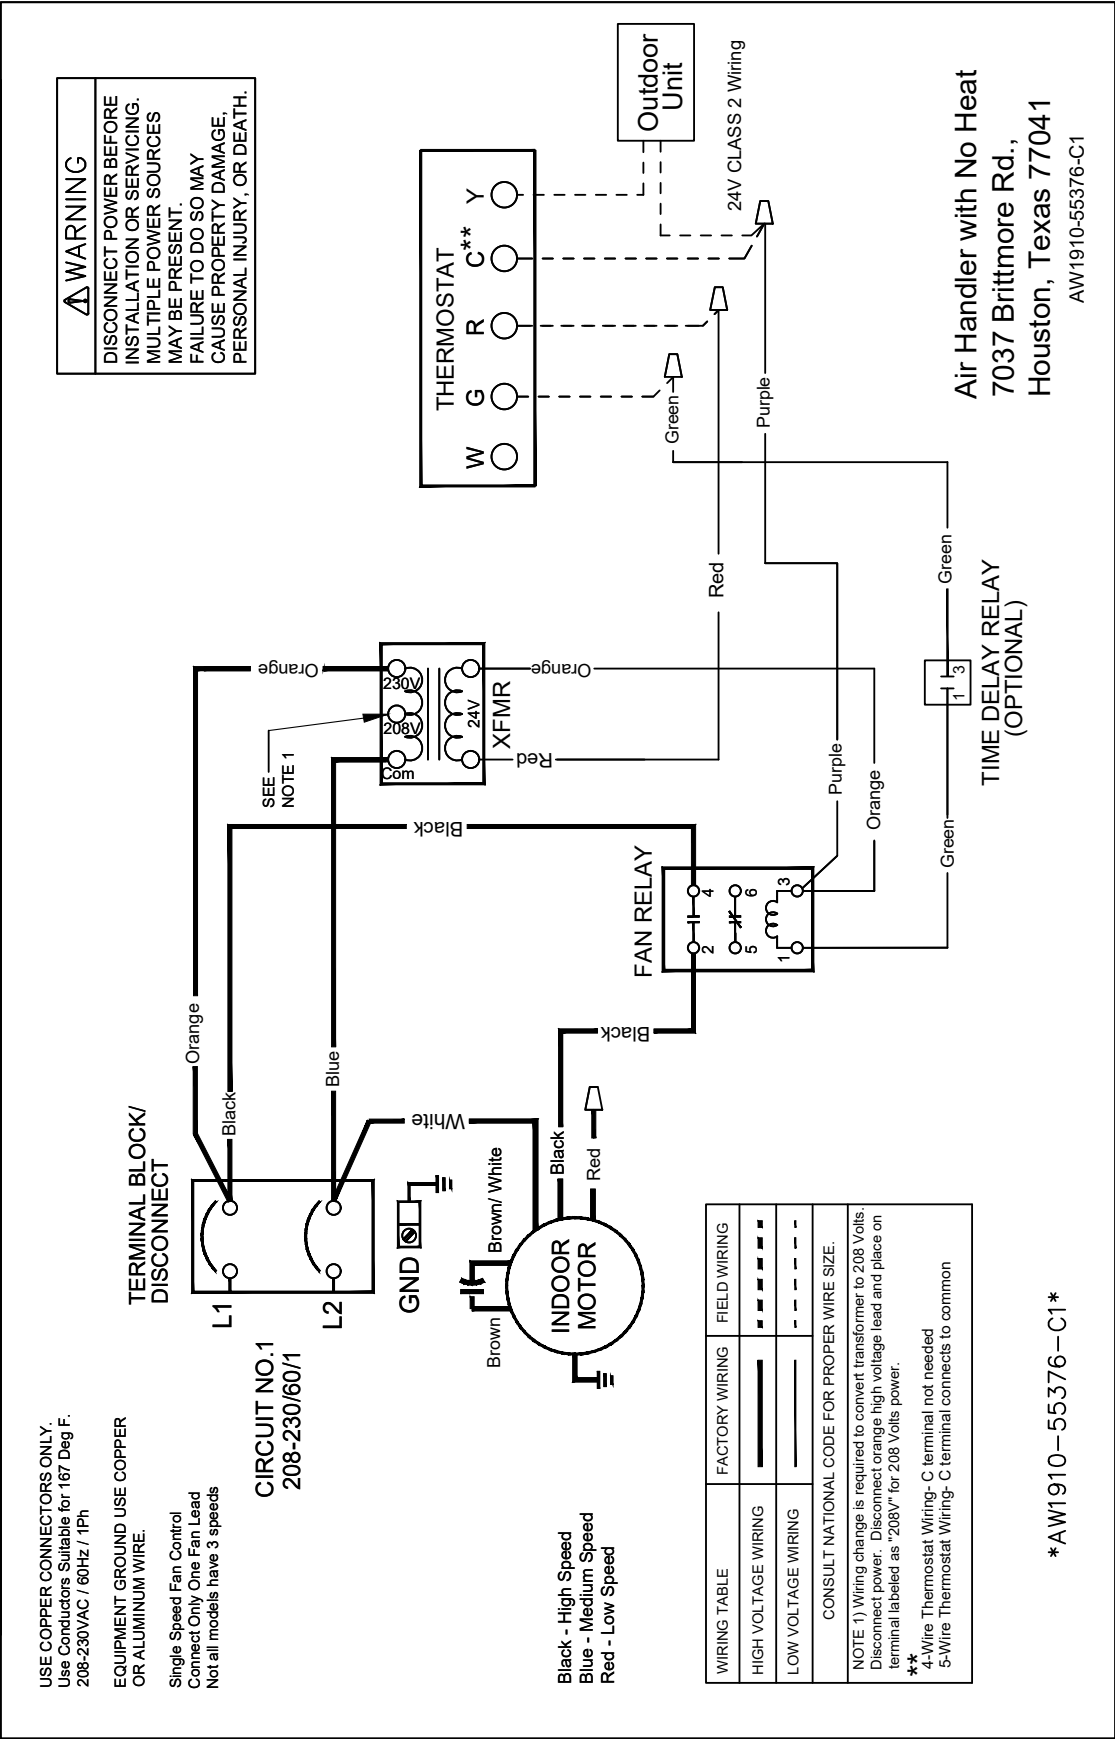 USE COPPER CONNECTORS ONLY.
Use Conductors Suitable for 167 Deg F.
208-230VAC / 60Hz / 1Ph
EQUIPMENT GROUND USE COPPER
OR ALUMINUM WIRE.
Single Speed Fan Control
Connect Only One Fan Lead
Not all models have 3 speeds
CIRCUIT NO.1
208-230/60/1
TERMINAL BLOCK/
DISCONNECT
L1
L2
GND
Orange
Black
Blue
White
Brown/ White
Brown
INDOOR
MOTOR
Black
Red
Black - High Speed
Blue - Medium Speed
Red - Low Speed
SEE
NOTE 1
Orange
230V
208V
Com
24V
XFMR
Black
Red
Orange
FAN RELAY
Black
2
4
5
6
1
3
Purple
Orange
Green
TIME DELAY RELAY
(OPTIONAL)
1
3
Green
Red
⚠WARNING
DISCONNECT POWER BEFORE
INSTALLATION OR SERVICING.
MULTIPLE POWER SOURCES
MAY BE PRESENT.
FAILURE TO DO SO MAY
CAUSE PROPERTY DAMAGE,
PERSONAL INJURY, OR DEATH.
THERMOSTAT
W
G
R
C**
Y
Outdoor
Unit
24V CLASS 2 Wiring
Green
Purple
WIRING TABLE
FACTORY WIRING
FIELD WIRING
HIGH VOLTAGE WIRING
LOW VOLTAGE WIRING
CONSULT NATIONAL CODE FOR PROPER WIRE SIZE.
NOTE 1) Wiring change is required to convert transformer to 208 Volts.
Disconnect power. Disconnect orange high voltage lead and place on
terminal labeled as "208V" for 208 Volts power.
**
4-Wire Thermostat Wiring- C terminal not needed
5-Wire Thermostat Wiring- C terminal connects to common
Air Handler with No Heat
7037 Brittmore Rd.,
Houston, Texas 77041
AW1910-55376-C1
*AW1910-55376-C1*